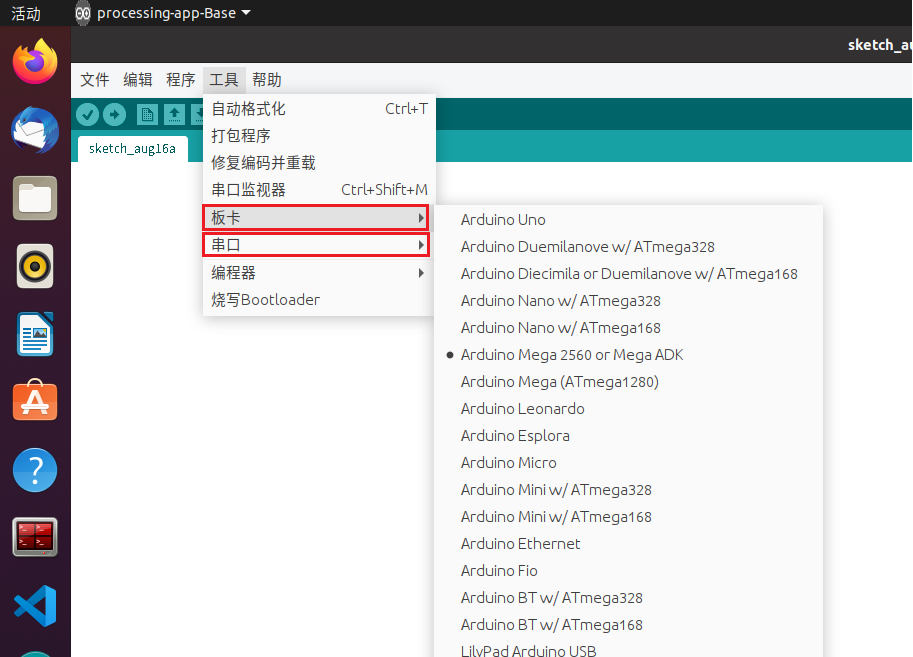 活动
processing-app-Base
sketch_au
文件 编辑 程序 工具 帮助
sketch_aug16a
自动格式化 Ctrl+T
打包程序
修复编码并重载
串口监视器 Ctrl+Shift+M
板卡
串口
编程器
烧写Bootloader
Arduino Uno
Arduino Duemilanove w/ ATmega328
Arduino Diecimila or Duemilanove w/ ATmega168
Arduino Nano w/ ATmega328
Arduino Nano w/ ATmega168
Arduino Mega 2560 or Mega ADK
Arduino Mega (ATmega1280)
Arduino Leonardo
Arduino Esplora
Arduino Micro
Arduino Mini w/ ATmega328
Arduino Mini w/ ATmega168
Arduino Ethernet
Arduino Fio
Arduino BT w/ ATmega328
Arduino BT w/ ATmega168
LilyPad Arduino USB